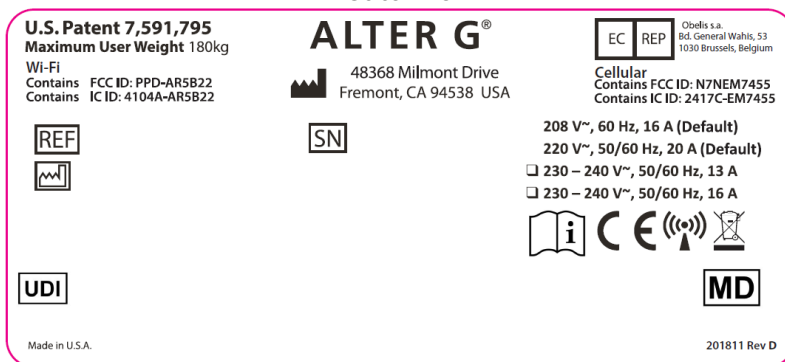 U.S. Patent 7,591,795
Maximum User Weight 180kg
Wi-Fi
Contains FCC ID: PPD-AR5B22
Contains IC ID: 4104A-AR5B22
ALTER G®
48368 Milmont Drive
Fremont, CA 94538 USA
EC REP
Obelis s.a.
Bd. General Wahis, 53
1030 Brussels, Belgium
Cellular
Contains FCC ID: N7NEM7455
Contains IC ID: 2417C-EM7455
REF
SN
208 V~, 60 Hz, 16 A (Default)
220 V~, 50/60 Hz, 20 A (Default)
❑ 230 – 240 V~, 50/60 Hz, 13 A
❑ 230 – 240 V~, 50/60 Hz, 16 A
i CE
UDI
MD
Made in U.S.A.
201811 Rev D